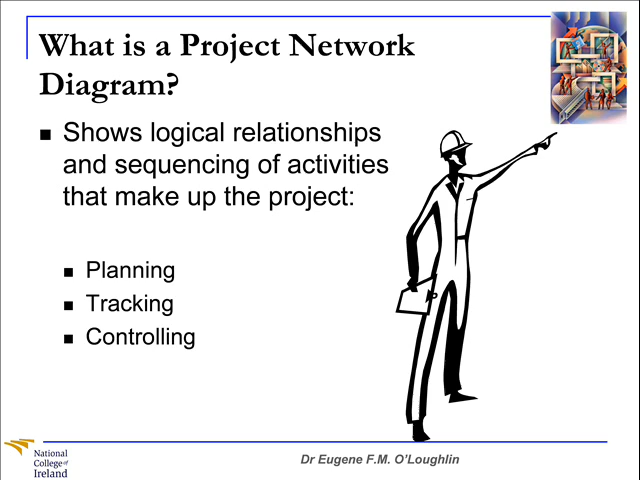 What is a Project Network
Diagram?
Shows logical relationships
and sequencing of activities
that make up the project:
Planning
Tracking
Controlling
National
College of
Ireland
Dr Eugene F.M. O'Loughlin